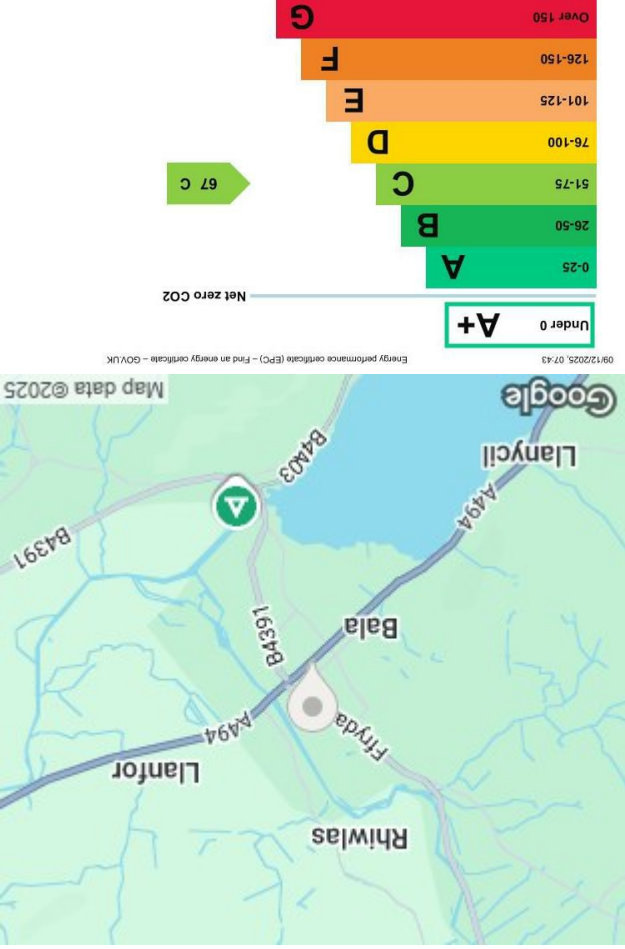 Rhiwlas
Llanfor
Ffryda
A494
B4391
Bala
B4391
A494
Llanycil
B4403
Google
Map data ©2025
09/12/2025, 07:43 Energy performance certificate (EPC) – Find an energy certificate – GOV.UK
Under 0 A+
Net zero CO2
0-25 A
26-50 B
51-75 C 67 C
76-100 D
101-125 E
126-150 F
Over 150 G